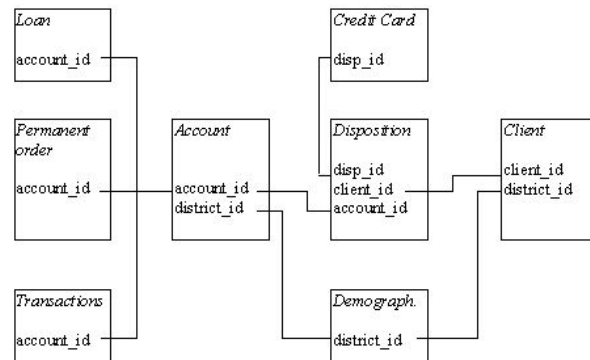 Loan
account_id
Credit Card
disp_id
Permanent
order
account_id
Account
account_id
district_id
Disposition
disp_id
client_id
account_id
Client
client_id
district_id
Transactions
account_id
Demograph.
district_id